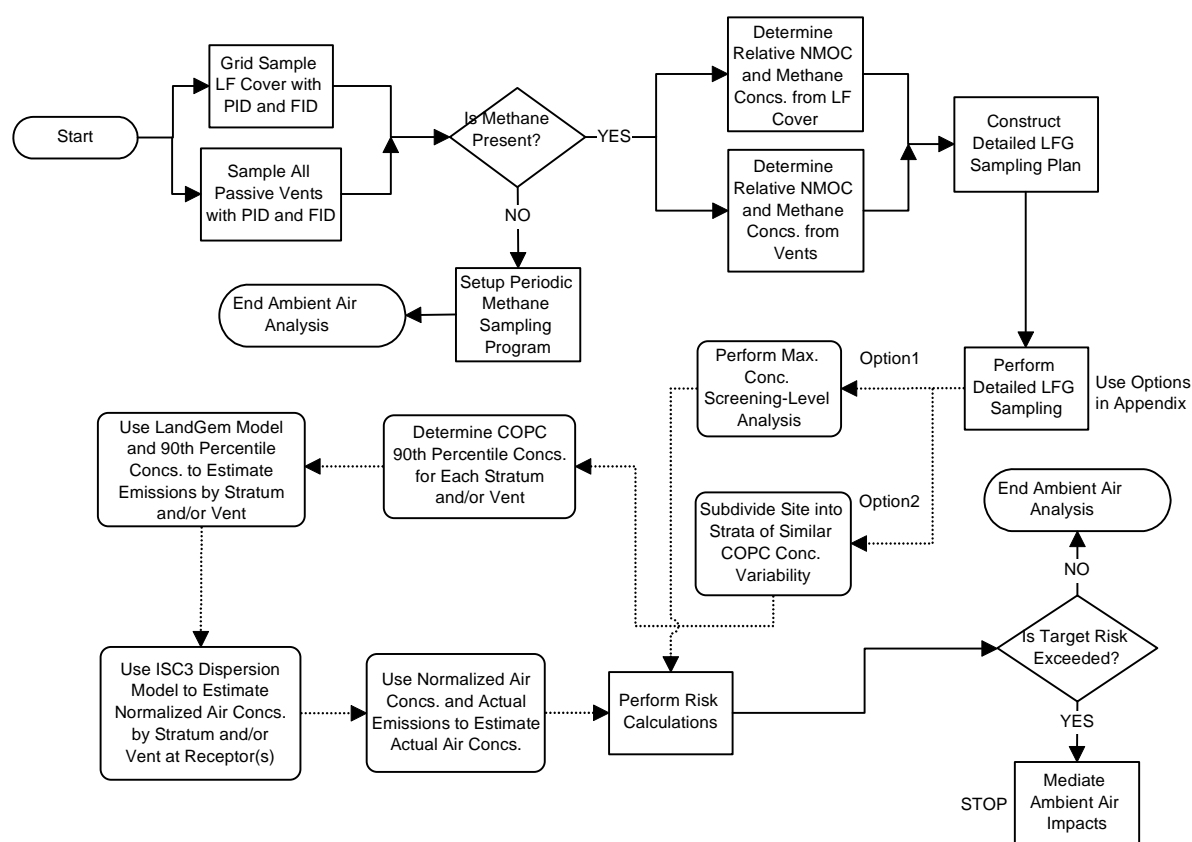 Start
Grid Sample
LF Cover with
PID and FID
Sample All
Passive Vents
with PID and FID
Is Methane
Present?
YES
NO
Setup Periodic
Methane
Sampling
Program
End Ambient Air
Analysis
Determine
Relative NMOC
and Methane
Concs. from LF
Cover
Determine
Relative NMOC
and Methane
Concs. from
Vents
Construct
Detailed LFG
Sampling Plan
Perform
Detailed LFG
Sampling
Use Options
in Appendix
Option1
Perform Max.
Conc.
Screening-Level
Analysis
Option2
Subdivide Site into
Strata of Similar
COPC Conc.
Variability
Determine COPC
90th Percentile Concs.
for Each Stratum
and/or Vent
Use LandGem Model
and 90th Percentile
Concs. to Estimate
Emissions by Stratum
and/or Vent
Use ISC3 Dispersion
Model to Estimate
Normalized Air Concs.
by Stratum and/or
Vent at Receptor(s)
Use Normalized Air
Concs. and Actual
Emissions to Estimate
Actual Air Concs.
Perform Risk
Calculations
Is Target Risk
Exceeded?
NO
End Ambient Air
Analysis
YES
Mediate
Ambient Air
Impacts
STOP